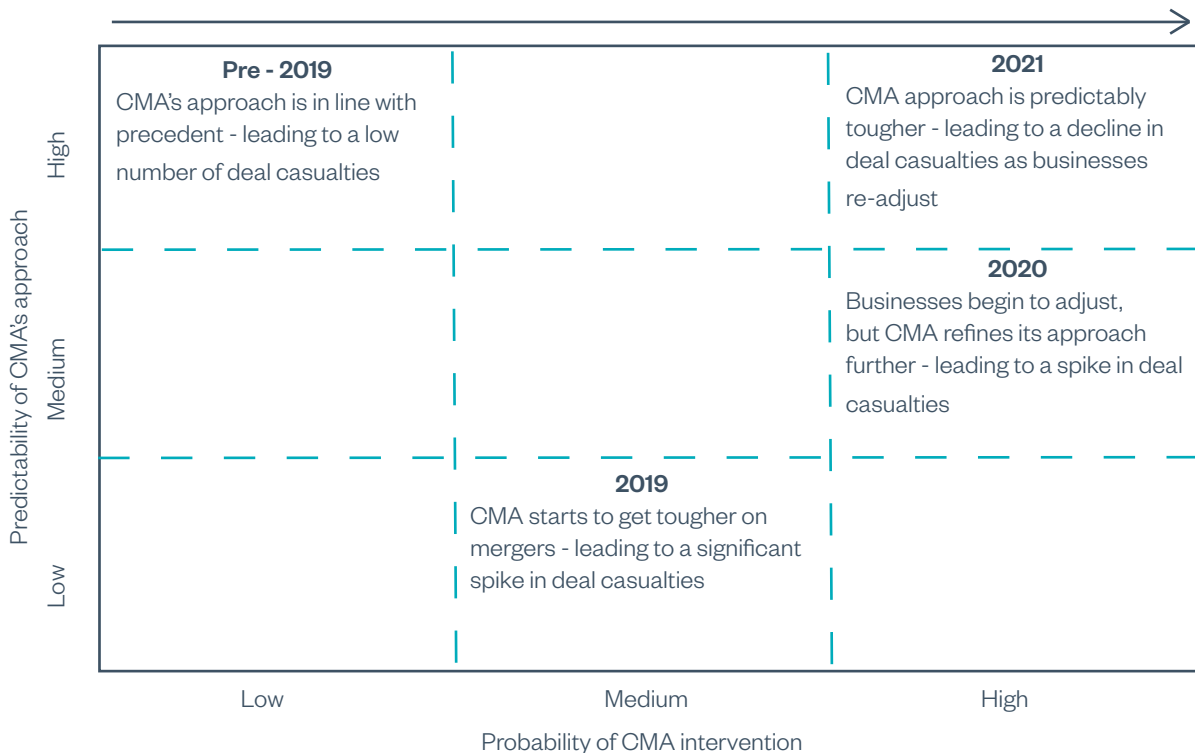 Pre - 2019
CMA's approach is in line with
precedent - leading to a low
number of deal casualties
2021
CMA approach is predictably
tougher - leading to a decline in
deal casualties as businesses
re-adjust
2020
Businesses begin to adjust,
but CMA refines its approach
further - leading to a spike in deal
casualties
2019
CMA starts to get tougher on
mergers - leading to a significant
spike in deal casualties
Predictability of CMA's approach
High
Medium
Low
Low
Medium
High
Probability of CMA intervention